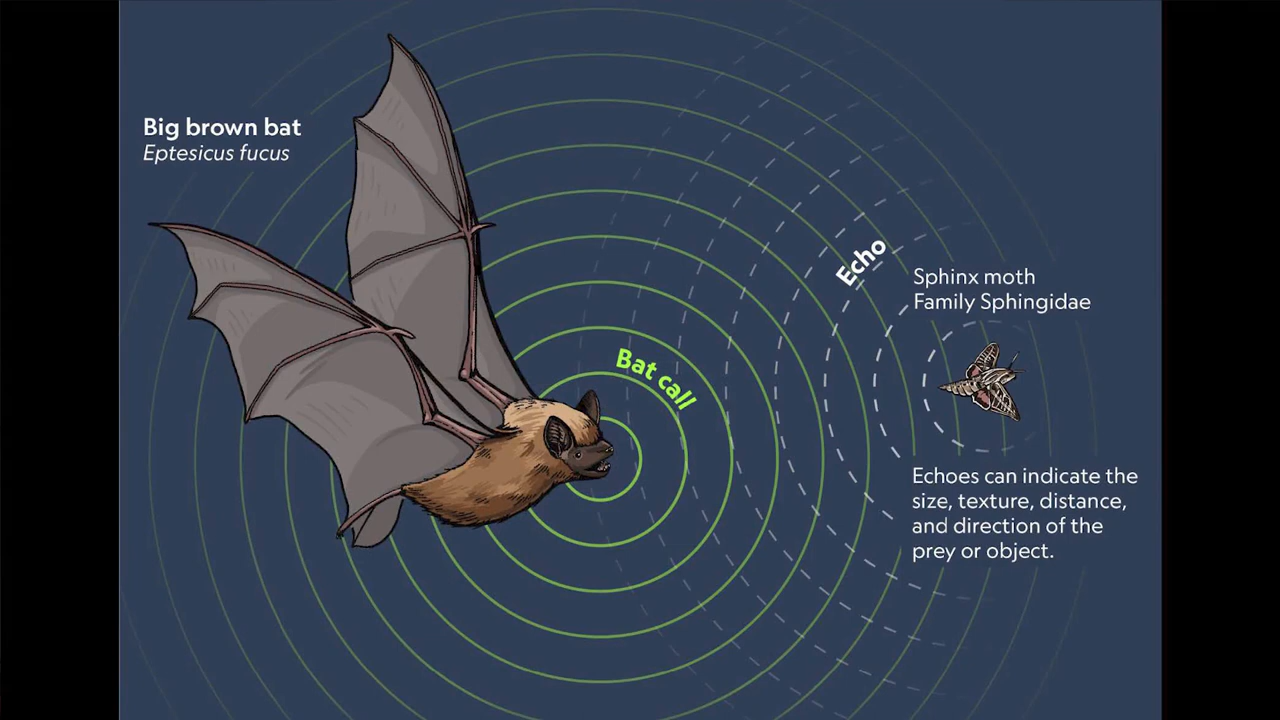 Big brown bat
Eptesicus fucus
Echo
Sphinx moth
Family Sphingidae
Bat call
Echoes can indicate the
size, texture, distance,
and direction of the
prey or object.